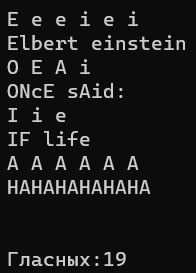 E e e i e i
Elbert einstein
O E A i
ONcE sAid:
I i e
IF life
A A A A A A
HAHAHAHAHAHA
Гласных:19